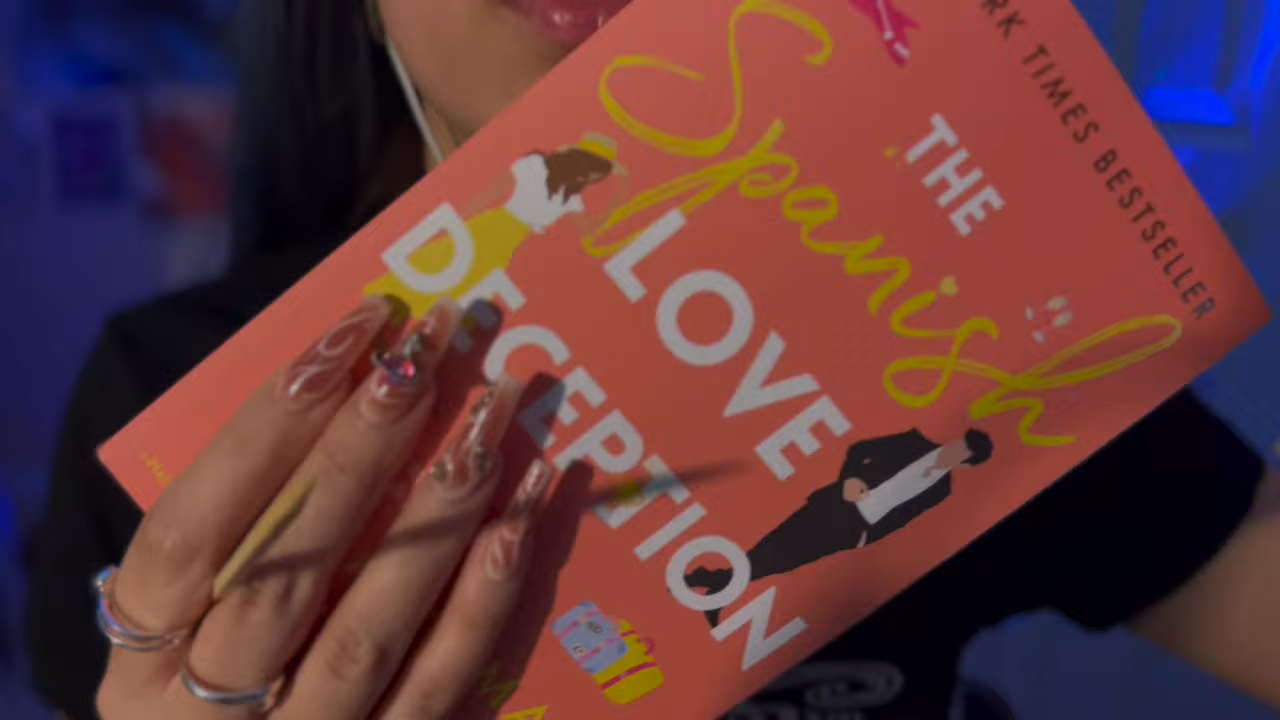 RK TIMES BESTSELLER
THE
Spanish
LOVE
DECEPTION